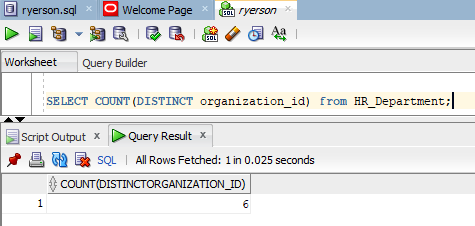 ryerson.sql
Welcome Page
ryerson
Aa
Worksheet
Query Builder
SELECT COUNT(DISTINCT organization_id) from HR_Department;
Script Output
Query Result
SQL
All Rows Fetched: 1 in 0.025 seconds
COUNT(DISTINCTORGANIZATION_ID)
1
6